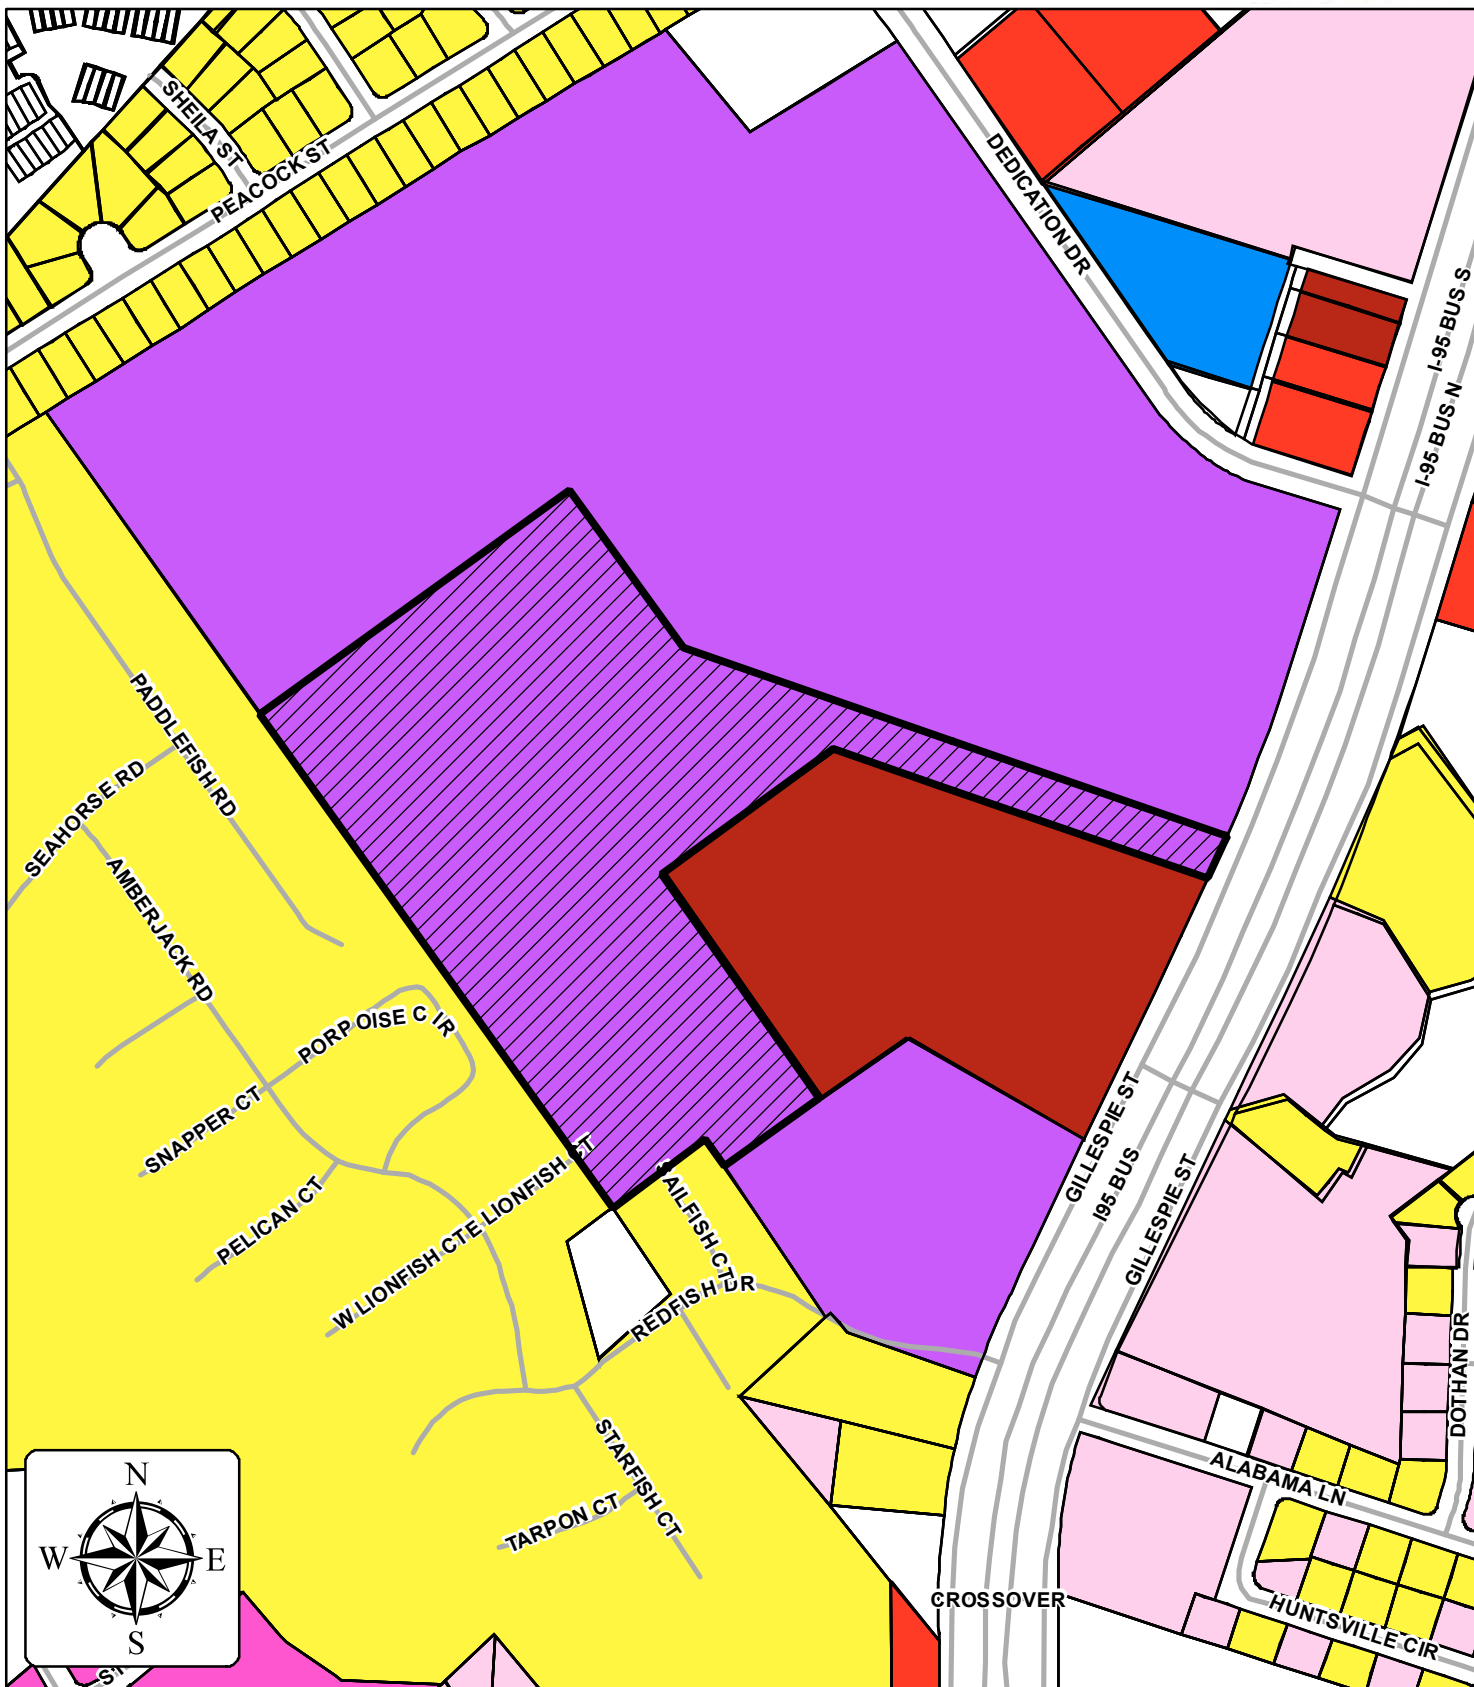 SHEILA ST
PEACOCK ST
DEDICATION DR
I-95 BUS S
I-95 BUS N
PADDLEFISH RD
SEAHORSE RD
AMBERJACK RD
PORPOISE CIR
SNAPPER CT
PELICAN CT
W LIONFISH CT
E LIONFISH CT
SAILFISH CT
REDFISH DR
GILLESPIE ST
I95 BUS
GILLESPIE ST
DOTHAN DR
STARFISH CT
TARPON CT
ALABAMA LN
CROSSOVER
HUNTSVILLE CIR
N
W
E
S